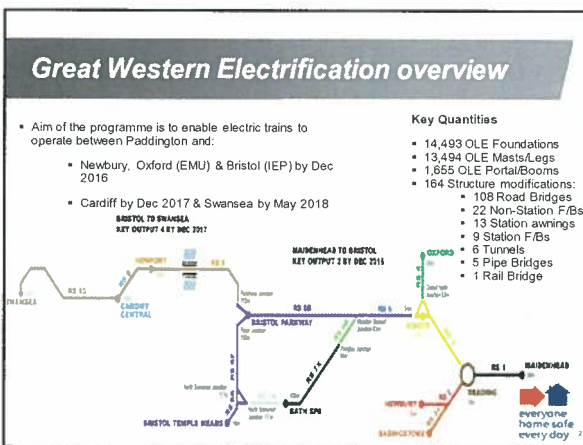 Great Western Electrification overview
Aim of the programme is to enable electric trains to
operate between Paddington and:
Newbury, Oxford (EMU) & Bristol (IEP) by Dec
2016
Cardiff by Dec 2017 & Swansea by May 2018
Key Quantities
14,493 OLE Foundations
13,494 OLE Masts/Legs
1,655 OLE Portal/Booms
164 Structure modifications:
108 Road Bridges
22 Non-Station F/Bs
13 Station awnings
9 Station F/Bs
6 Tunnels
5 Pipe Bridges
1 Rail Bridge
BRISTOL TO SWANSEA
KEY OUTPUT 4 BY DEC 2017
MAIDENHEAD TO BRISTOL
KEY OUTPUT 2 BY DEC 2016
OXFORD
NEWPORT
SWANSEA
RS 15
CARDIFF
CENTRAL
BRISTOL PARKWAY
RS 1
MAIDENHEAD
READING
NEWBURY
BASINGSTOKE
BATH SPA
BRISTOL TEMPLE MEADS
everyone
home safe
every day